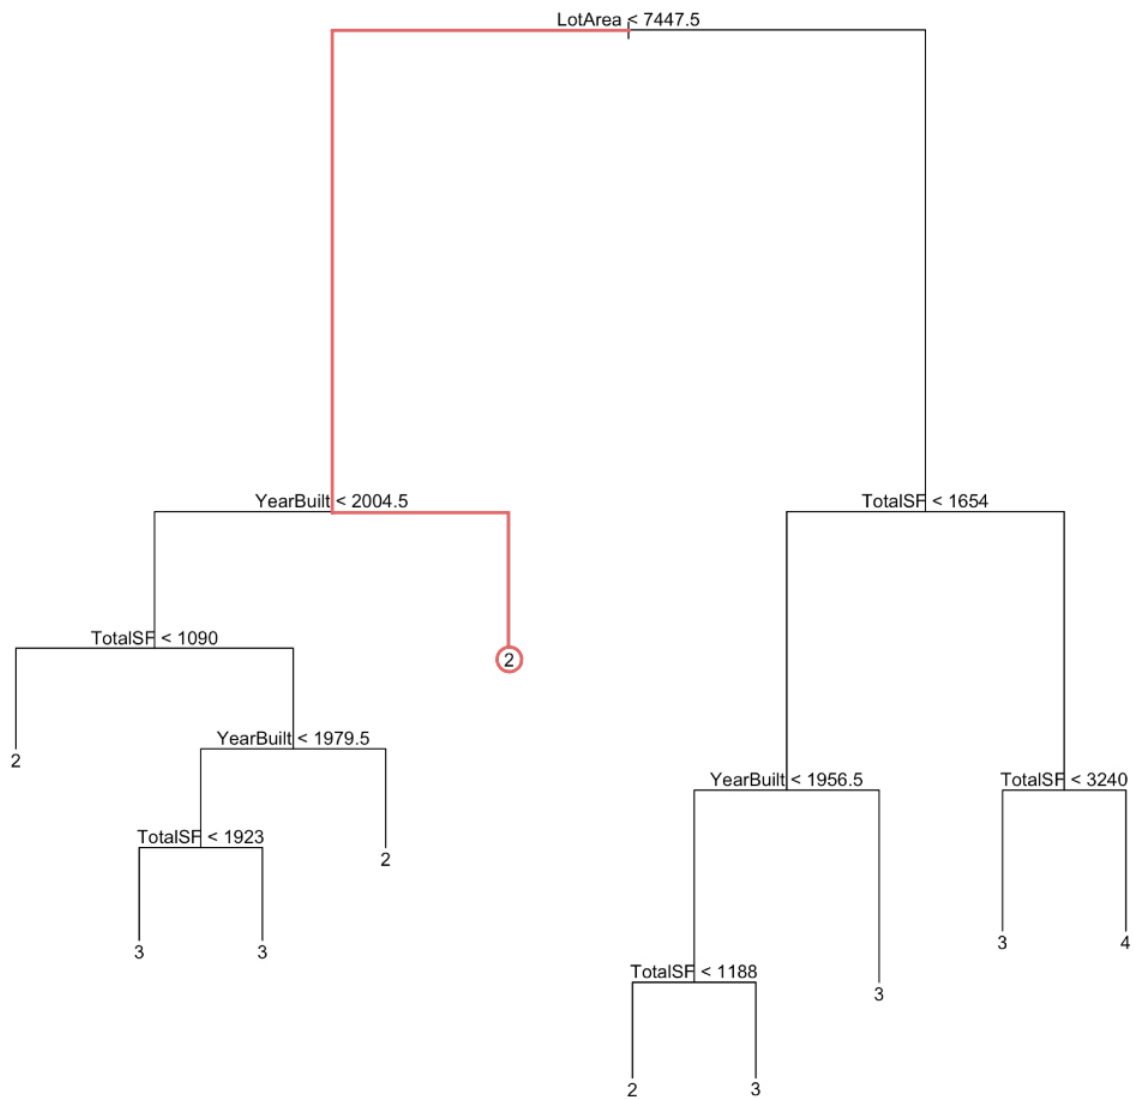 LotArea < 7447.5
YearBuilt < 2004.5
TotalSF < 1654
TotalSF < 1090
2
YearBuilt < 1979.5
2
YearBuilt < 1956.5
TotalSF < 3240
TotalSF < 1923
2
3
3
3
4
TotalSF < 1188
3
2
3